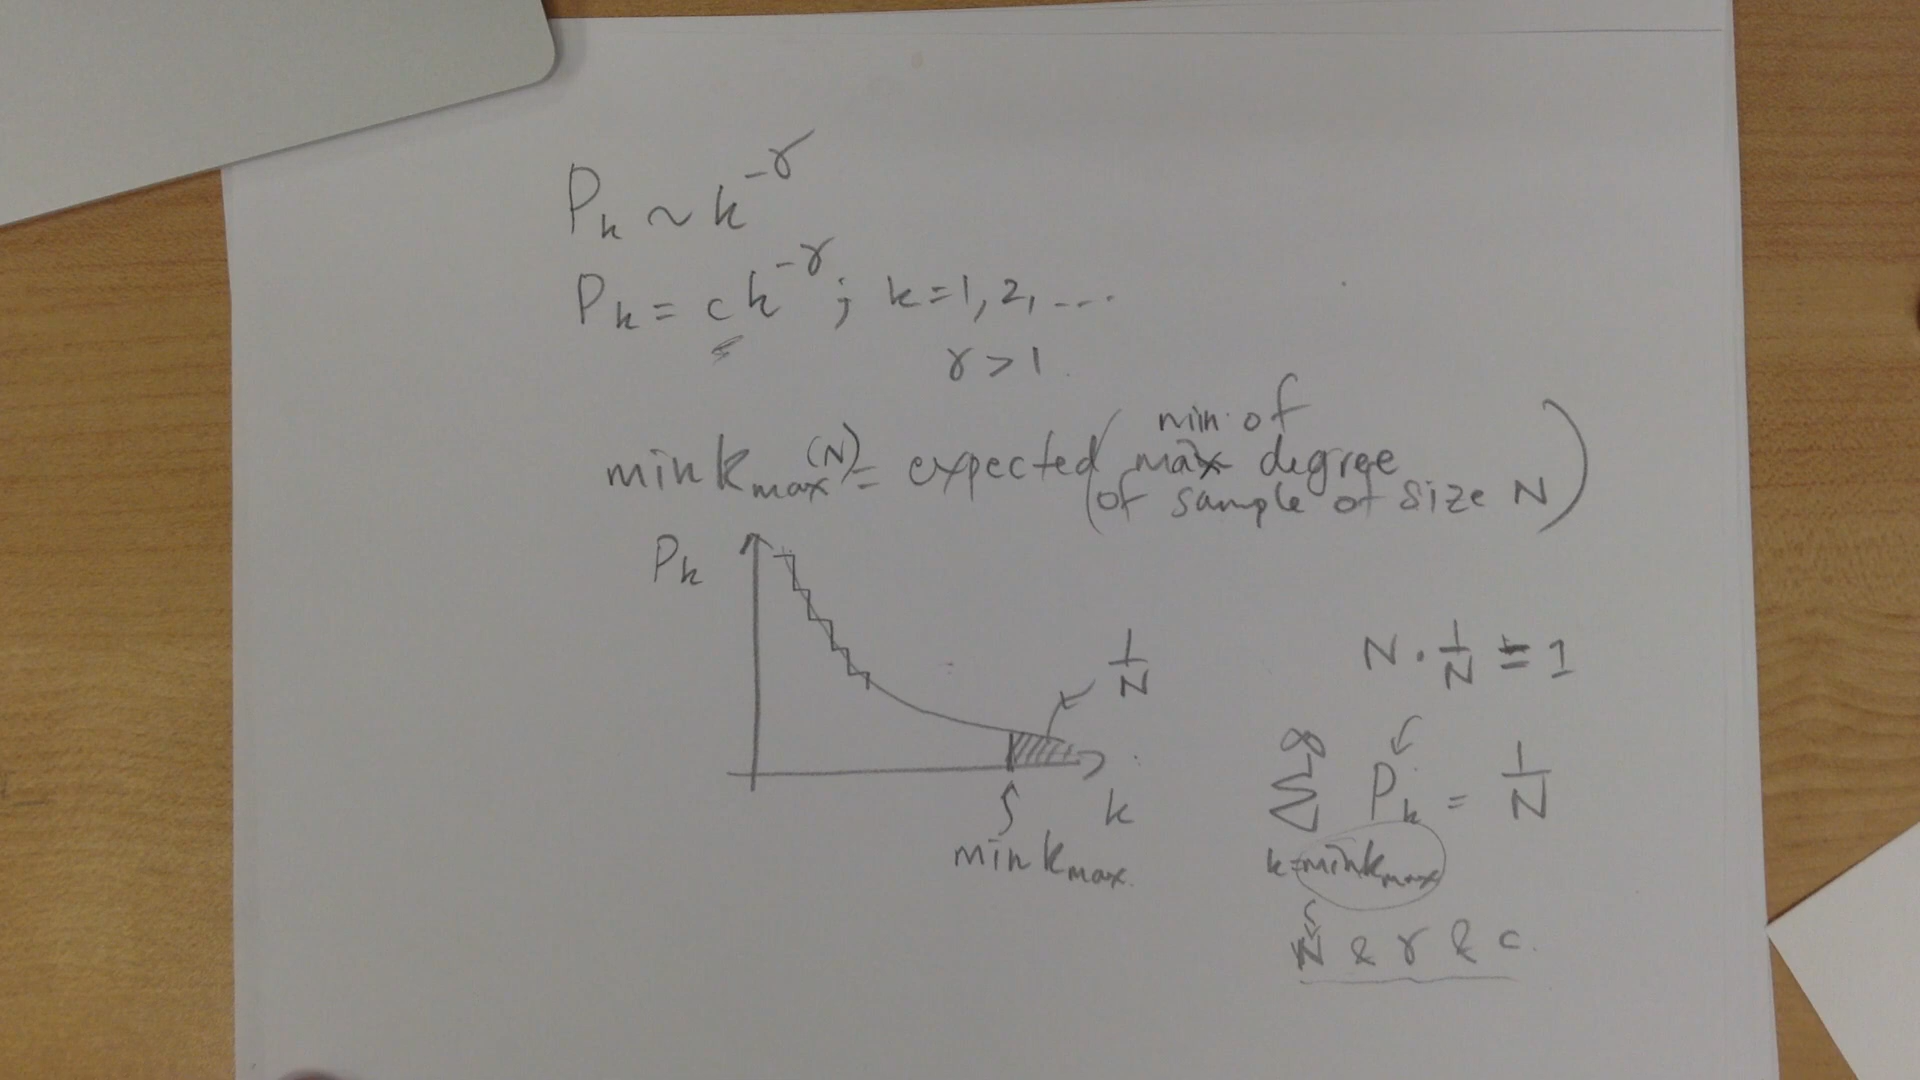 P_k ~ k^{-γ}
P_k = c k^{-γ} ; k = 1, 2, ....
γ > 1
min k_max^{(N)} = expected ( min of
max degree
of sample of size N )
P_k
1/N
N · 1/N = 1
∞
Σ P_k = 1/N
k = min k_max
k
min k_max
N & γ & c.